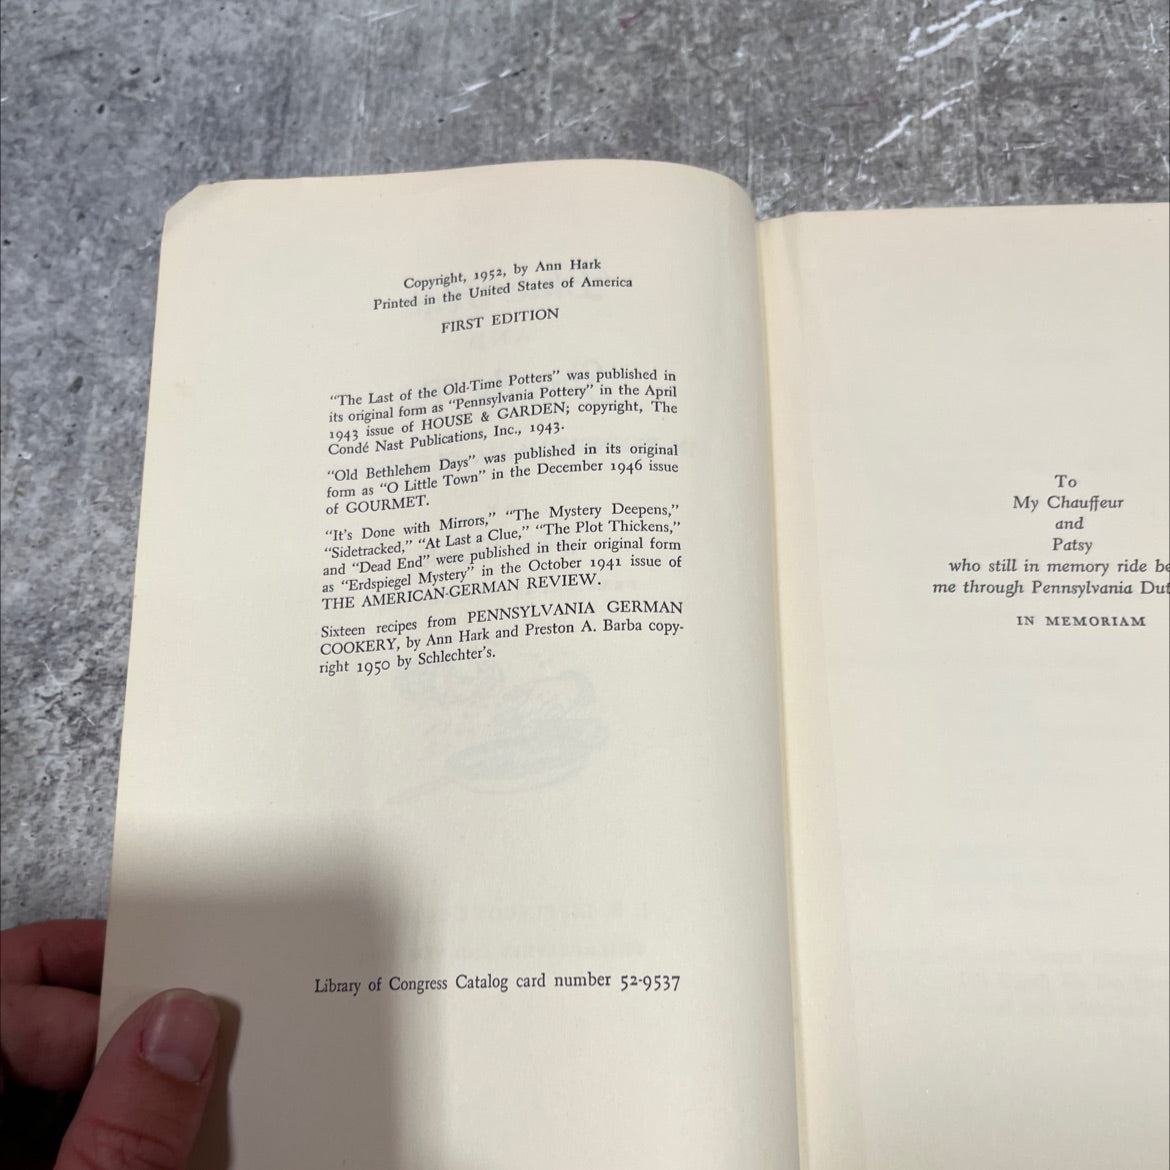 Copyright, 1952, by Ann Hark
Printed in the United States of America
FIRST EDITION
"The Last of the Old-Time Potters" was published in
its original form as "Pennsylvania Pottery" in the April
1943 issue of HOUSE & GARDEN; copyright, The
Condé Nast Publications, Inc., 1943.
"Old Bethlehem Days" was published in its original
form as "O Little Town" in the December 1946 issue
of GOURMET.
"It's Done with Mirrors," "The Mystery Deepens,"
"Sidetracked," "At Last a Clue," "The Plot Thickens,"
and "Dead End" were published in their original form
as "Erdspiegel Mystery" in the October 1941 issue of
THE AMERICAN-GERMAN REVIEW.
Sixteen recipes from PENNSYLVANIA GERMAN
COOKERY, by Ann Hark and Preston A. Barba copy-
right 1950 by Schlechter's.
Library of Congress Catalog card number 52-9537
To
My Chauffeur
and
Patsy
who still in memory ride be
me through Pennsylvania Dut
IN MEMORIAM